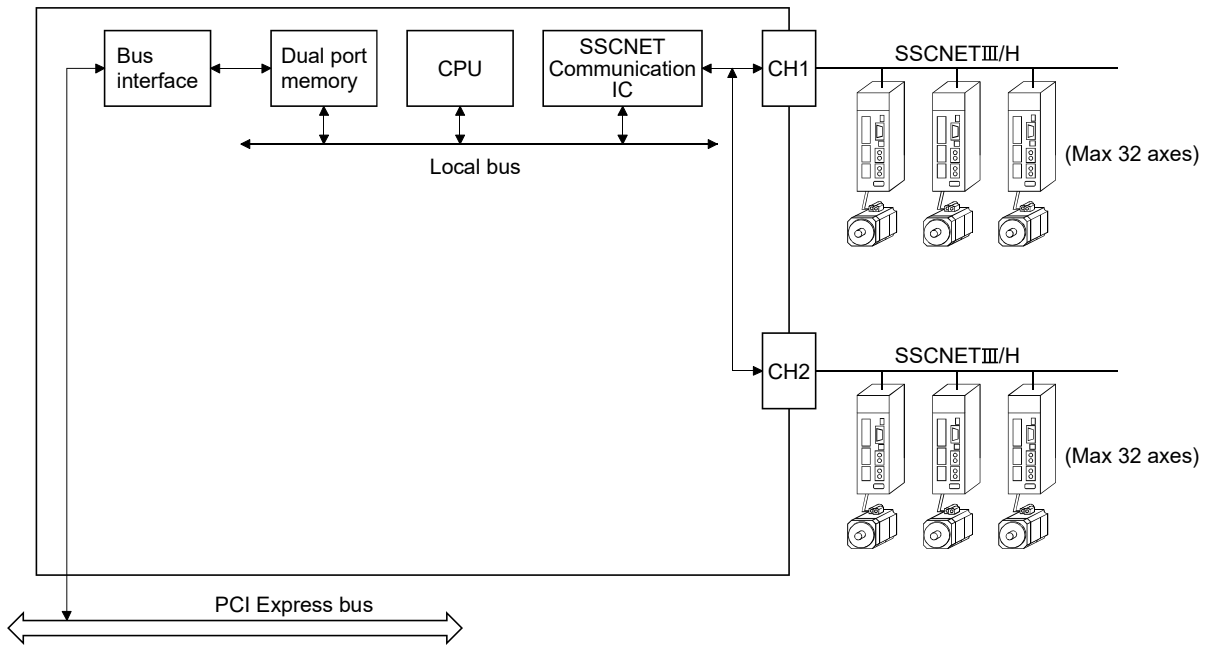 Bus
interface
Dual port
memory
CPU
SSCNET
Communication
IC
CH1
SSCNETⅢ/H
(Max 32 axes)
Local bus
CH2
SSCNETⅢ/H
(Max 32 axes)
PCI Express bus